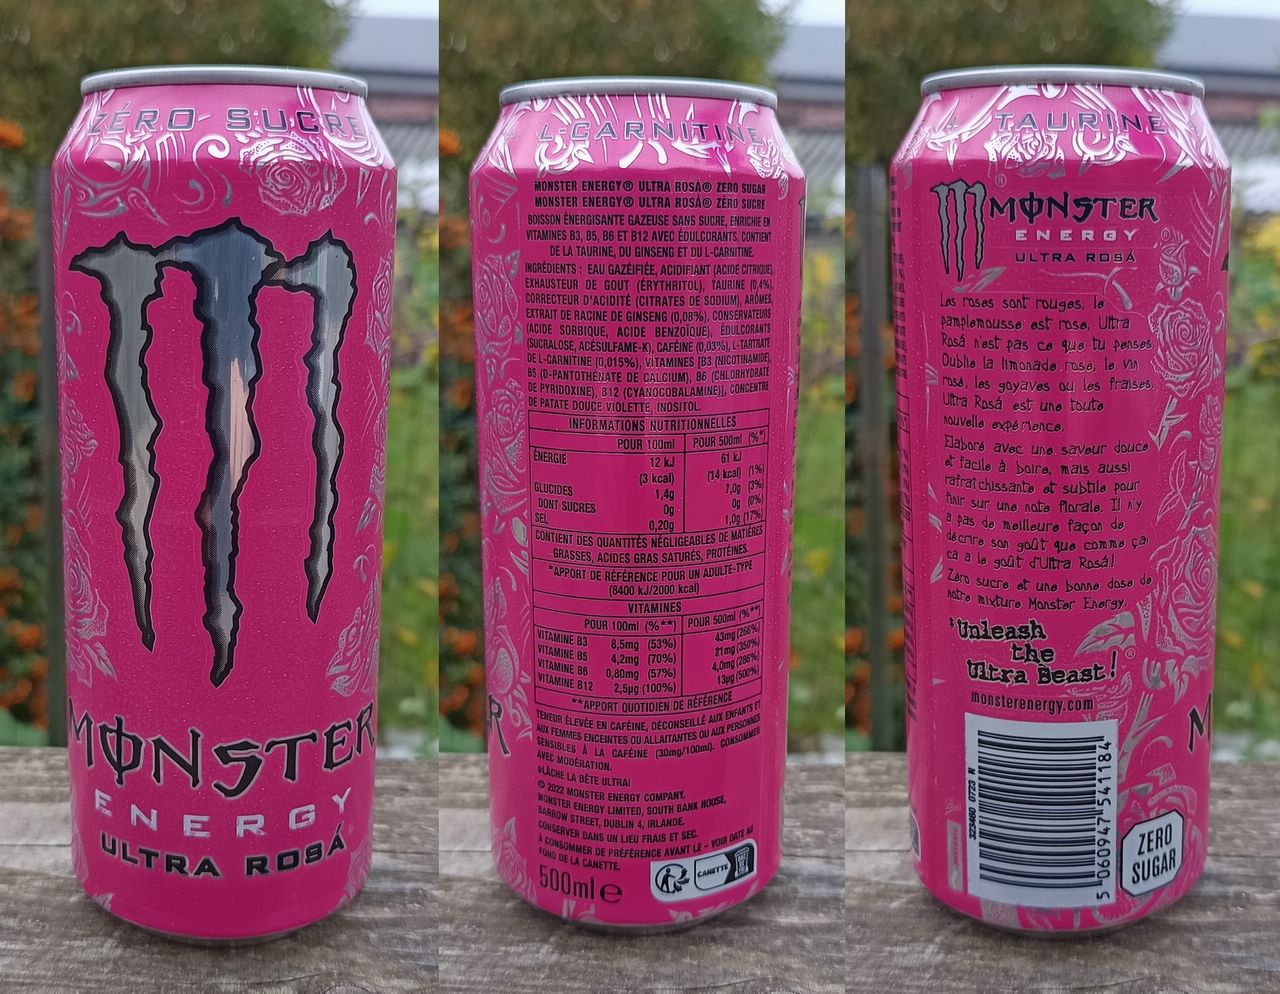 ZÉRO SUCRE
MONSTER
ENERGY
ULTRA ROSÁ
L-CARNITINE
MONSTER ENERGY® ULTRA ROSÁ® ZERO SUGAR
MONSTER ENERGY® ULTRA ROSÁ® ZÉRO SUCRE
BOISSON ÉNERGISANTE GAZEUSE SANS SUCRE, ENRICHIE EN
VITAMINES B3, B5, B6 ET B12 AVEC ÉDULCORANTS. CONTIENT
DE LA TAURINE, DU GINSENG ET DU L-CARNITINE.
INGRÉDIENTS : EAU GAZÉIFIÉE, ACIDIFIANT (ACIDE CITRIQUE),
EXHAUSTEUR DE GOUT (ÉRYTHRITOL), TAURINE (0,4%),
CORRECTEUR D'ACIDITÉ (CITRATES DE SODIUM), ARÔMES,
EXTRAIT DE RACINE DE GINSENG (0,08%), CONSERVATEURS
(ACIDE SORBIQUE, ACIDE BENZOÏQUE), ÉDULCORANTS
(SUCRALOSE, ACÉSULFAME-K), CAFÉINE (0,03%), L-TARTRATE
DE L-CARNITINE (0,015%), VITAMINES [B3 (NICOTINAMIDE),
B5 (D-PANTOTHÉNATE DE CALCIUM), B6 (CHLORHYDRATE
DE PYRIDOXINE), B12 (CYANOCOBALAMINE)], CONCENTRÉ
DE PATATE DOUCE VIOLETTE, INOSITOL.
INFORMATIONS NUTRITIONNELLES
POUR 100ml POUR 500ml (%*)
ÉNERGIE 12 kJ 61 kJ
(3 kcal) (14 kcal) (1%)
GLUCIDES 1,4g 7,0g (3%)
DONT SUCRES 0g 0g (0%)
SEL 0,20g 1,0g (17%)
CONTIENT DES QUANTITÉS NÉGLIGEABLES DE MATIÈRES
GRASSES, ACIDES GRAS SATURÉS, PROTÉINES.
*APPORT DE RÉFÉRENCE POUR UN ADULTE-TYPE
(8400 kJ/2000 kcal)
VITAMINES
POUR 100ml (%**) POUR 500ml (%**)
VITAMINE B3 8,5mg (53%) 43mg (266%)
VITAMINE B5 4,2mg (70%) 21mg (350%)
VITAMINE B6 0,80mg (57%) 4,0mg (286%)
VITAMINE B12 2,5µg (100%) 13µg (500%)
**APPORT QUOTIDIEN DE RÉFÉRENCE
TENEUR ÉLEVÉE EN CAFÉINE, DÉCONSEILLÉ AUX ENFANTS ET
AUX FEMMES ENCEINTES OU ALLAITANTES OU AUX PERSONNES
SENSIBLES À LA CAFÉINE (30mg/100ml). CONSOMMER
AVEC MODÉRATION.
‡LÂCHE LA BÊTE ULTRA!
© 2022 MONSTER ENERGY COMPANY.
MONSTER ENERGY LIMITED, SOUTH BANK HOUSE,
BARROW STREET, DUBLIN 4, IRLANDE.
CONSERVER DANS UN LIEU FRAIS ET SEC.
À CONSOMMER DE PRÉFÉRENCE AVANT LE - VOIR DATE AU
FOND DE LA CANETTE.
500ml e
CANETTE
TAURINE
MONSTER
ENERGY
ULTRA ROSÁ
Les roses sont rouges, le
pamplemousse est rose, Ultra
Rosá n'est pas ce que tu penses.
Oublie la limonade rose, le vin
rosé, les goyaves ou les fraises,
Ultra Rosá est une toute
nouvelle expérience.
Elaboré avec une saveur douce
et facile à boire, mais aussi
rafraîchissante et subtile pour
finir sur une note florale. Il n'y
a pas de meilleure façon de
décrire son goût que comme ça:
ca a le goût d'Ultra Rosá!
Zéro sucre et une bonne dose de
notre mixture Monster Energy.
‡Unleash
the
Ultra Beast!®
monsterenergy.com
323460 0723 N
5 060947 541184
ZERO
SUGAR